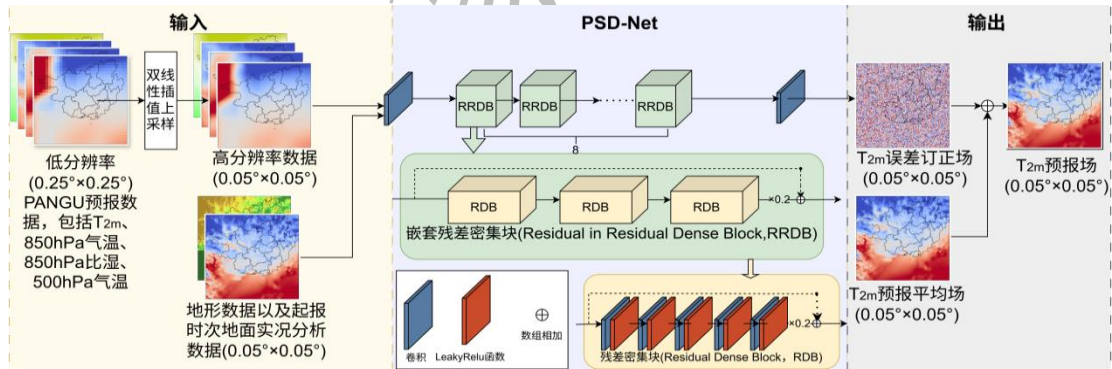 输入
PSD-Net
输出
双线
性插
值上
采样
低分辨率
(0.25°×0.25°)
PANGU预报数
据，包括T2m、
850hPa气温、
850hPa比湿、
500hPa气温
高分辨率数据
(0.05°×0.05°)
地形数据以及起报
时次地面实况分析
数据(0.05°×0.05°)
RRDB
RRDB
RRDB
8
RDB
RDB
RDB
×0.2
嵌套残差密集块(Residual in Residual Dense Block,RRDB)
卷积
LeakyRelu函数
数组相加
×0.2
残差密集块(Residual Dense Block，RDB)
T2m误差订正场
(0.05°×0.05°)
T2m预报平均场
(0.05°×0.05°)
T2m预报场
(0.05°×0.05°)